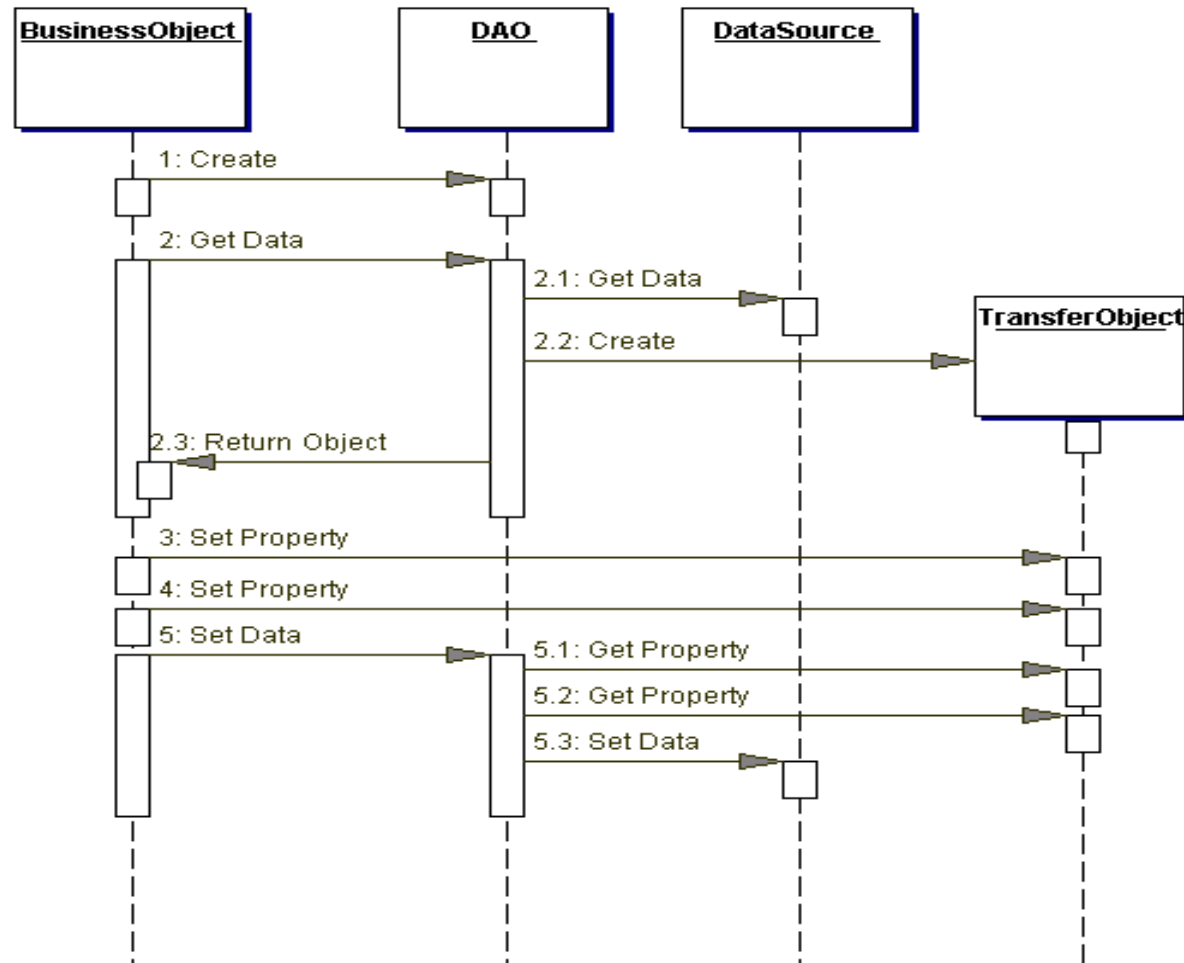 BusinessObject
DAO
DataSource
1: Create
2: Get Data
2.1: Get Data
TransferObject
2.2: Create
2.3: Return Object
3: Set Property
4: Set Property
5: Set Data
5.1: Get Property
5.2: Get Property
5.3: Set Data